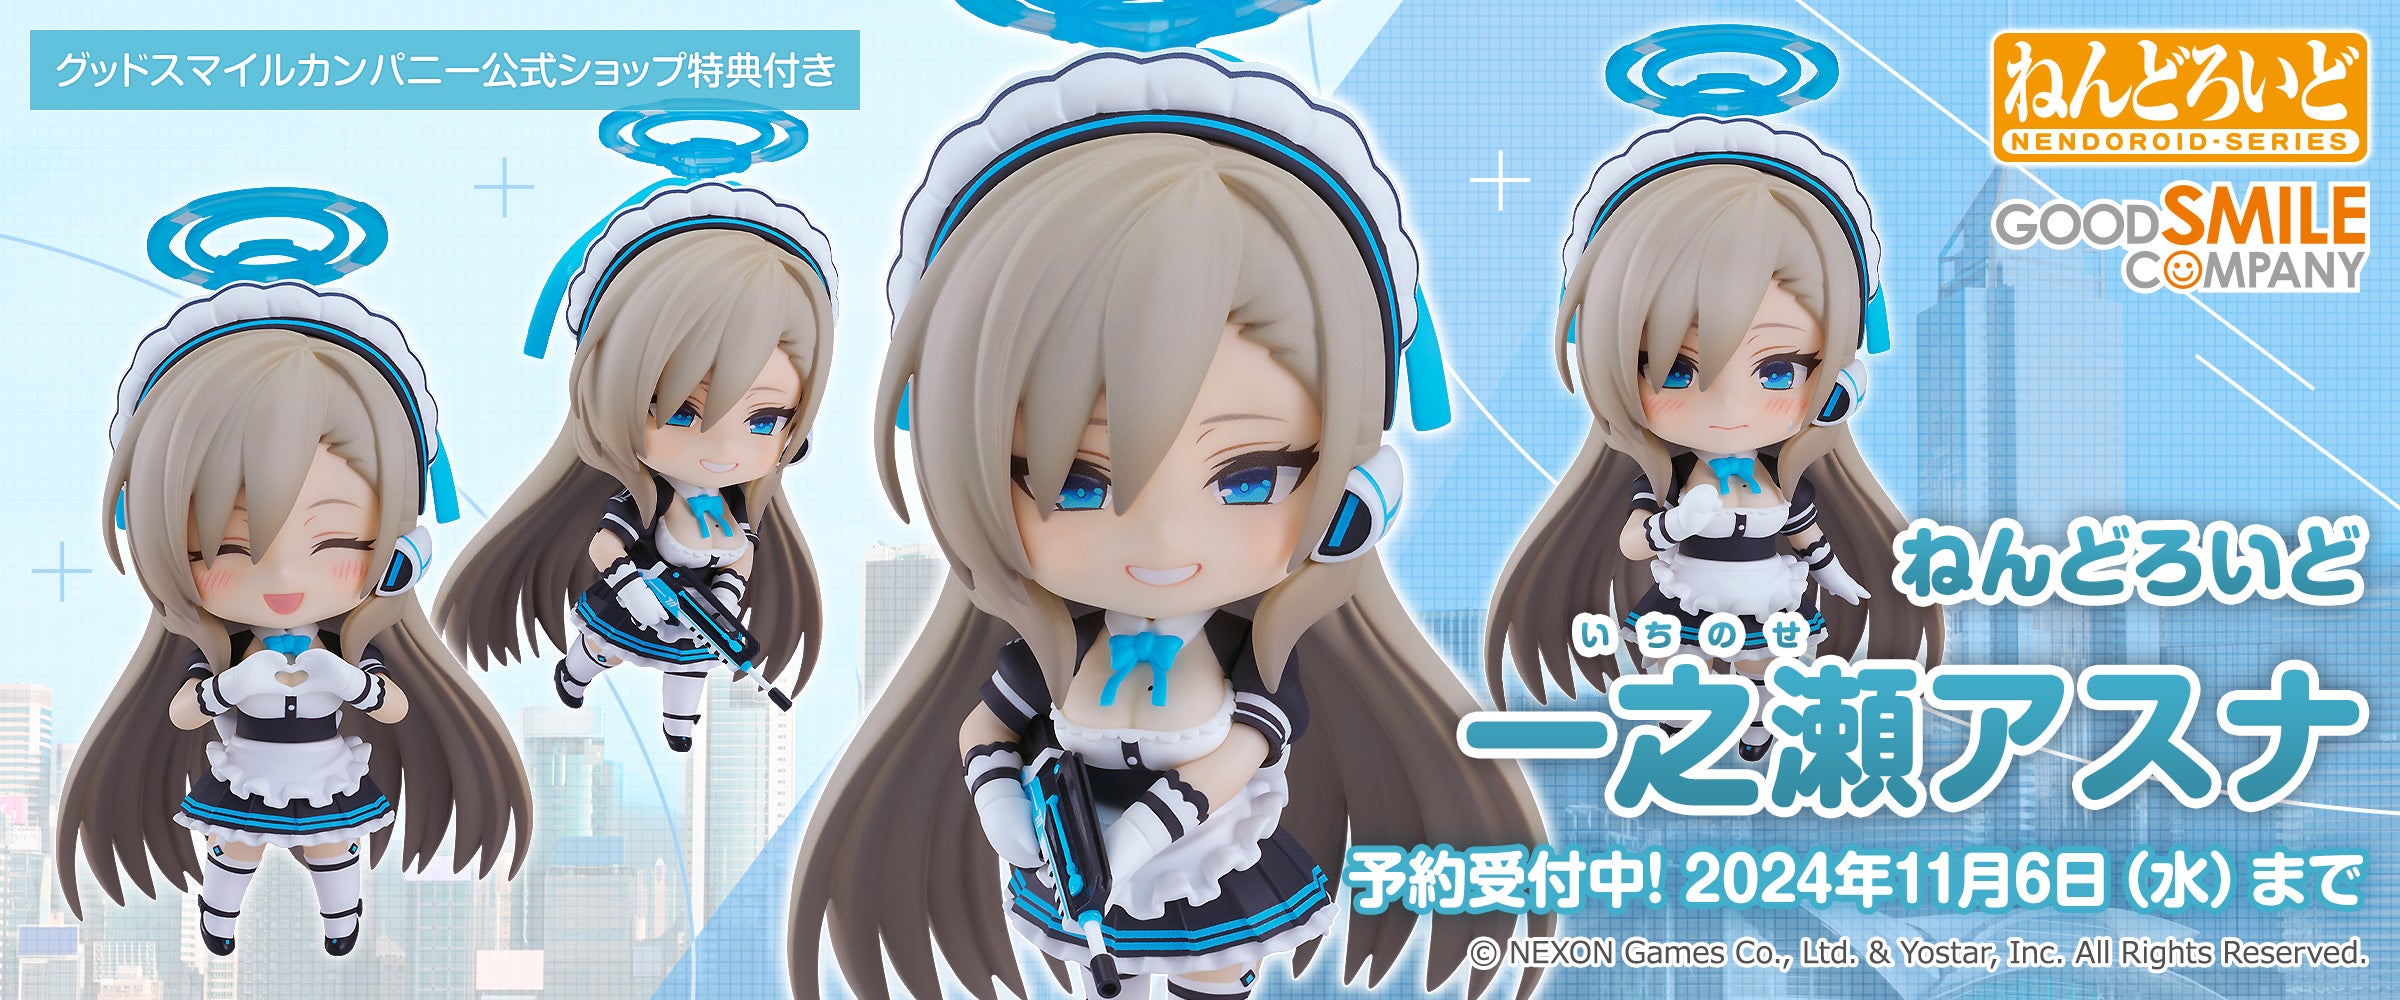 グッドスマイルカンパニー公式ショップ特典付き
ねんどろいど
NENDOROID-SERIES
GOOD SMILE
COMPANY
ねんどろいど
いちのせ
一之瀬アスナ
予約受付中! 2024年11月6日（水）まで
© NEXON Games Co., Ltd. & Yostar, Inc. All Rights Reserved.